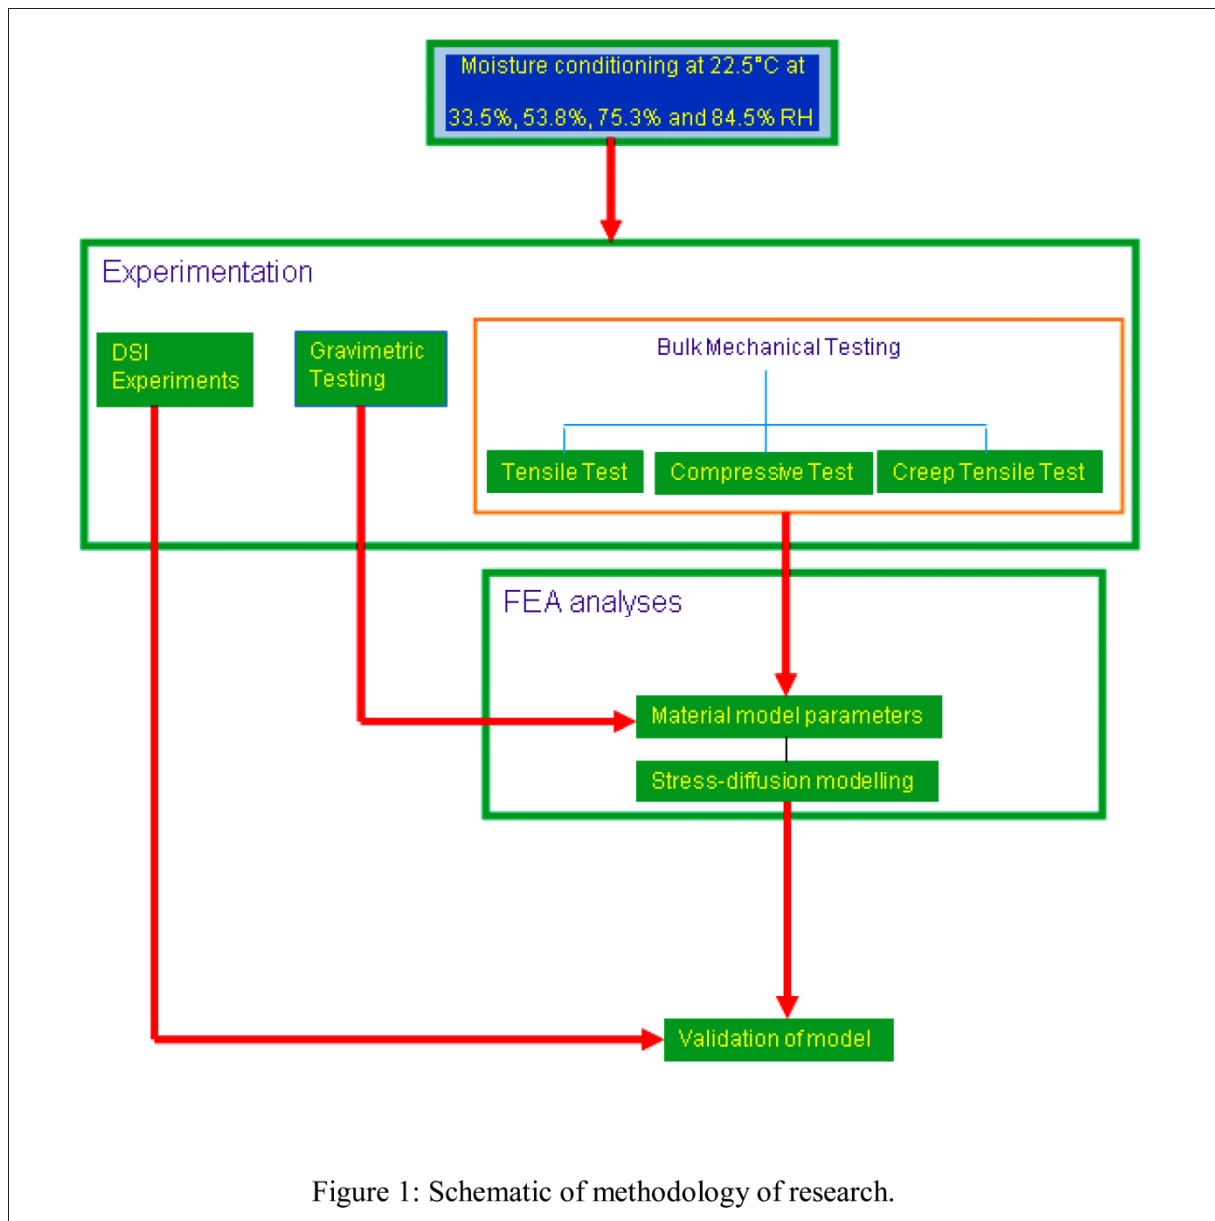 Moisture conditioning at 22.5°C at
33.5%, 53.8%, 75.3% and 84.5% RH
Experimentation
DSI
Experiments
Gravimetric
Testing
Bulk Mechanical Testing
Tensile Test
Compressive Test
Creep Tensile Test
FEA analyses
Material model parameters
Stress-diffusion modelling
Validation of model
Figure 1: Schematic of methodology of research.